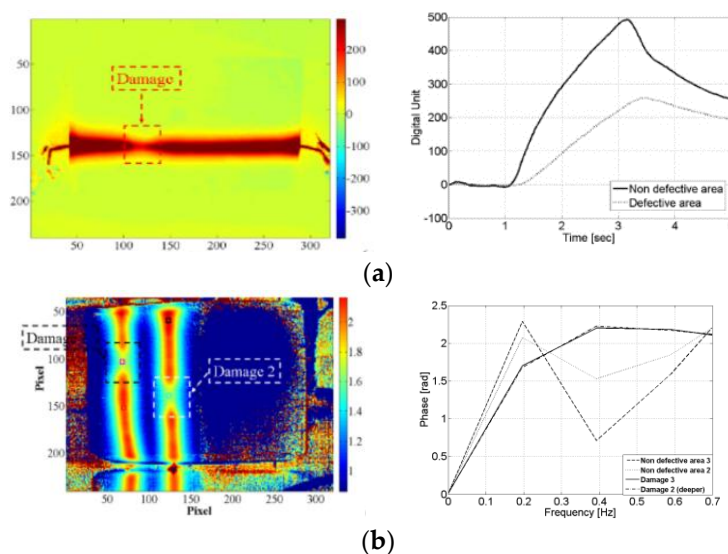 50
100
150
200
50 100 150 200 250 300
200
100
0
-100
-200
-300
Damage
500
400
300
200
100
0
-100
0 1 2 3 4
Digital Unit
Time [sec]
Non defective area
Defective area
(a)
50
100
150
200
50 100 150 200 250 300
Pixel
Pixel
2
1.8
1.6
1.4
1.2
1
Damage 2
2.5
2
1.5
1
0.5
0
0 0.1 0.2 0.3 0.4 0.5 0.6 0.7
Phase [rad]
Frequency [Hz]
Non defective area 3
Non defective area 2
Damage 3
Damage 2 (deeper)
(b)